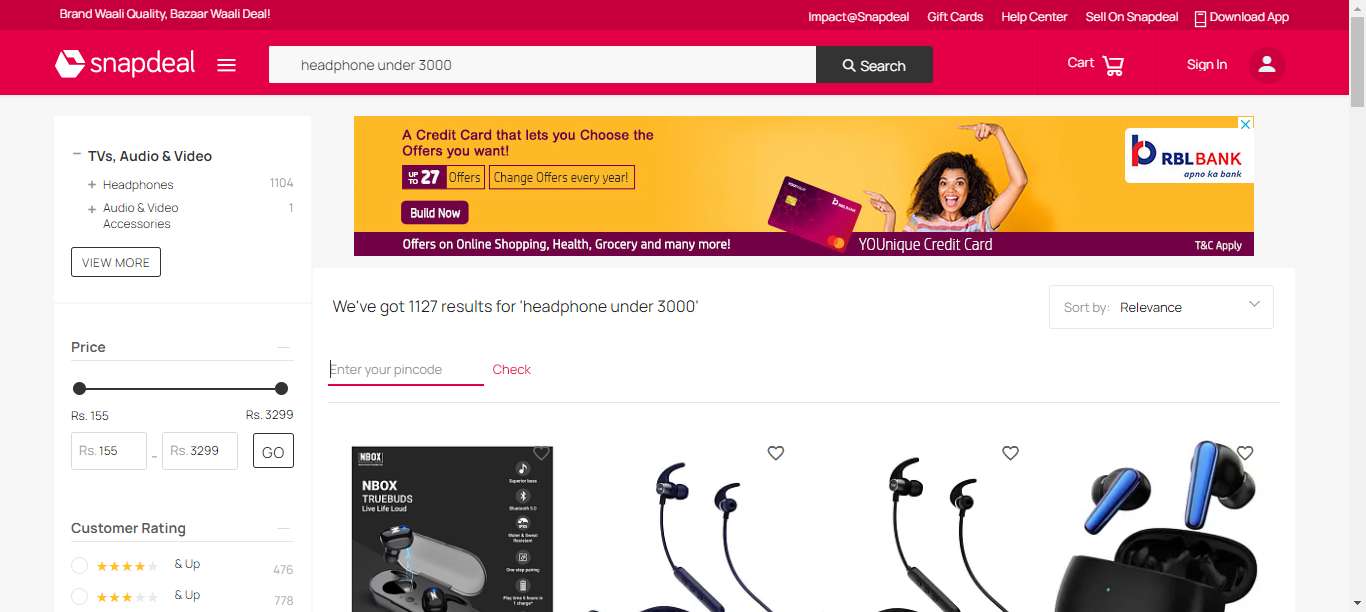 Brand Waali Quality, Bazaar Waali Deal!
Impact@Snapdeal Gift Cards Help Center Sell On Snapdeal Download App
snapdeal
headphone under 3000
Search
Cart
Sign In
TVs, Audio & Video
Headphones 1104
Audio & Video 1
Accessories
VIEW MORE
Price
Rs. 155 Rs. 3299
Rs. 155 - Rs. 3299 GO
Customer Rating
& Up 476
& Up 778
A Credit Card that lets you Choose the
Offers you want!
UP TO 27 Offers Change Offers every year!
Build Now
Offers on Online Shopping, Health, Grocery and many more!
YOUnique Credit Card
T&C Apply
RBLBANK
apno ka bank
We've got 1127 results for 'headphone under 3000'
Sort by: Relevance
Enter your pincode Check
NBOX
NBOX
TRUEBUDS
Live Life Loud
Superior base
Bluetooth 5.0
Water & Sweat
Resistant
One step pairing
Play time 5 hours in
1 charge*